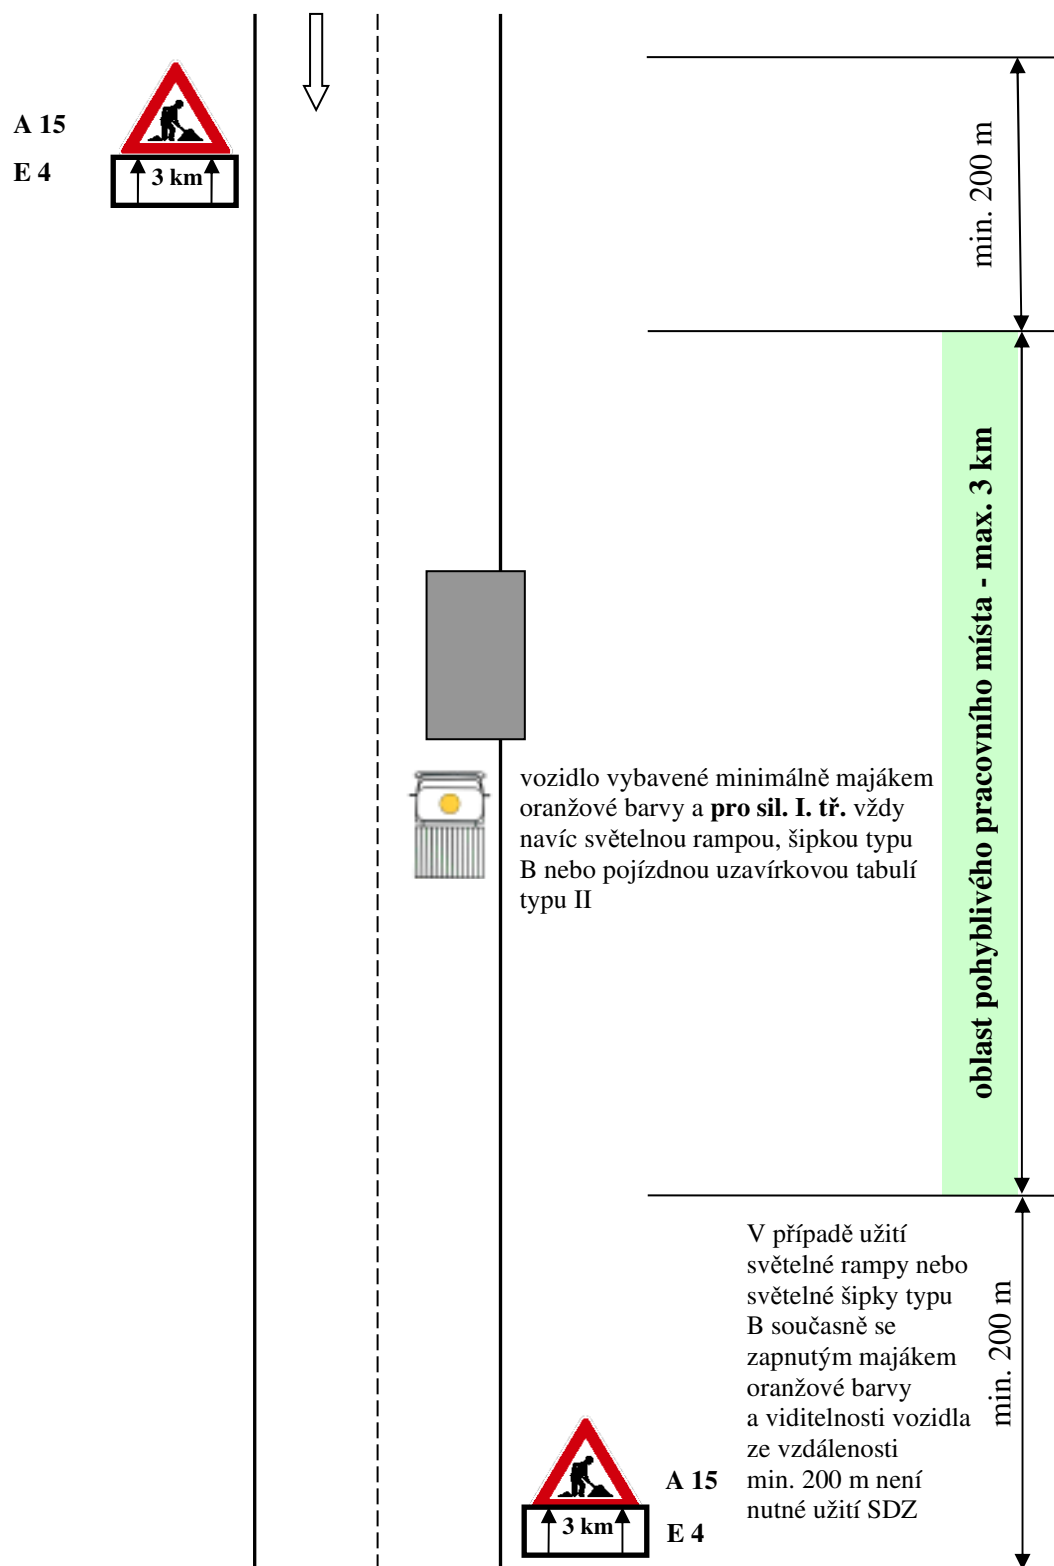 A 15
E 4
3 km
min. 200 m
oblast pohyblivého pracovního místa - max. 3 km
vozidlo vybavené minimálně majákem
oranžové barvy a pro sil. I. tř. vždy
navíc světelnou rampou, šipkou typu
B nebo pojízdnou uzavírkovou tabulí
typu II
V případě užití
světelné rampy nebo
světelné šipky typu
B současně se
zapnutým majákem
oranžové barvy
a viditelnosti vozidla
ze vzdálenosti
min. 200 m není
nutné užití SDZ
min. 200 m
A 15
3 km
E 4